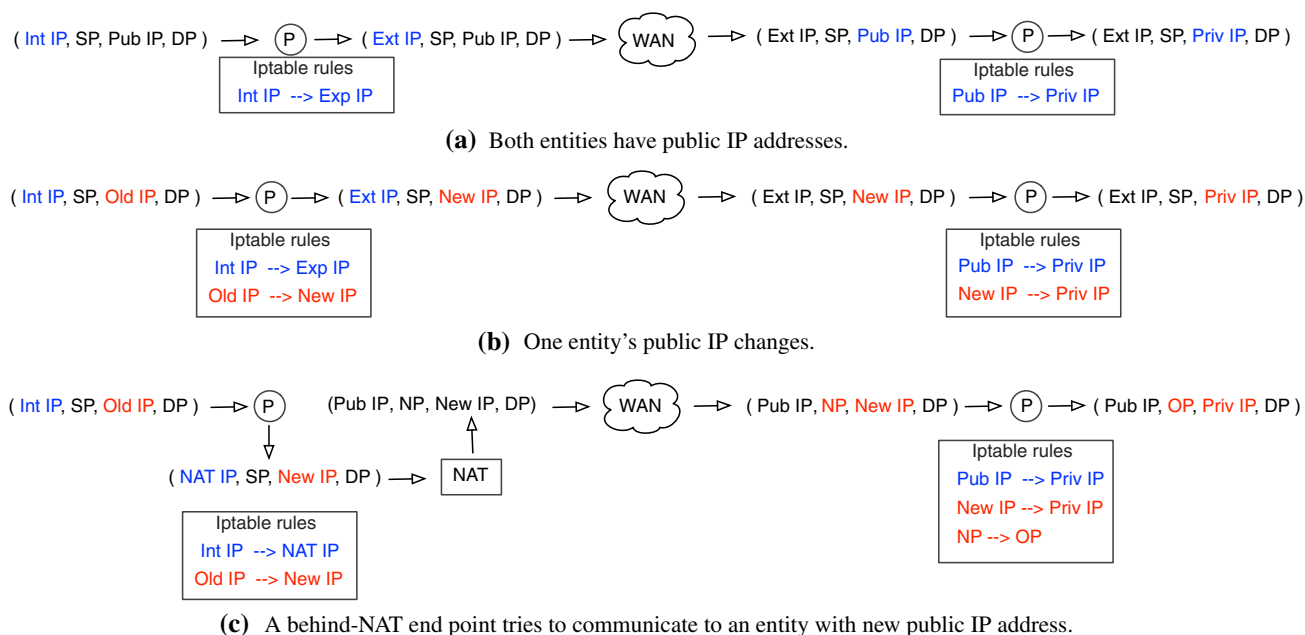 ( Int IP, SP, Pub IP, DP ) P ( Ext IP, SP, Pub IP, DP ) WAN ( Ext IP, SP, Pub IP, DP ) P ( Ext IP, SP, Priv IP, DP )
Iptable rules
Int IP --> Exp IP
Iptable rules
Pub IP --> Priv IP
(a) Both entities have public IP addresses.
( Int IP, SP, Old IP, DP ) P ( Ext IP, SP, New IP, DP ) WAN ( Ext IP, SP, New IP, DP ) P ( Ext IP, SP, Priv IP, DP )
Iptable rules
Int IP --> Exp IP
Old IP --> New IP
Iptable rules
Pub IP --> Priv IP
New IP --> Priv IP
(b) One entity's public IP changes.
( Int IP, SP, Old IP, DP ) P (Pub IP, NP, New IP, DP) WAN ( Pub IP, NP, New IP, DP ) P ( Pub IP, OP, Priv IP, DP )
( NAT IP, SP, New IP, DP ) NAT
Iptable rules
Int IP --> NAT IP
Old IP --> New IP
Iptable rules
Pub IP --> Priv IP
New IP --> Priv IP
NP --> OP
(c) A behind-NAT end point tries to communicate to an entity with new public IP address.